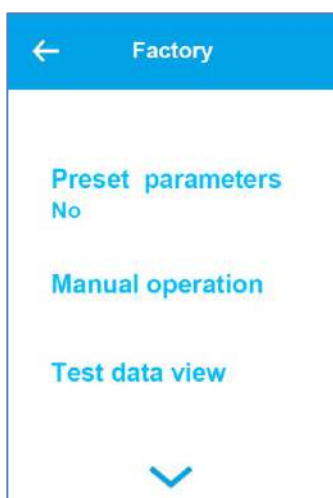 Factory
Preset parameters
No
Manual operation
Test data view